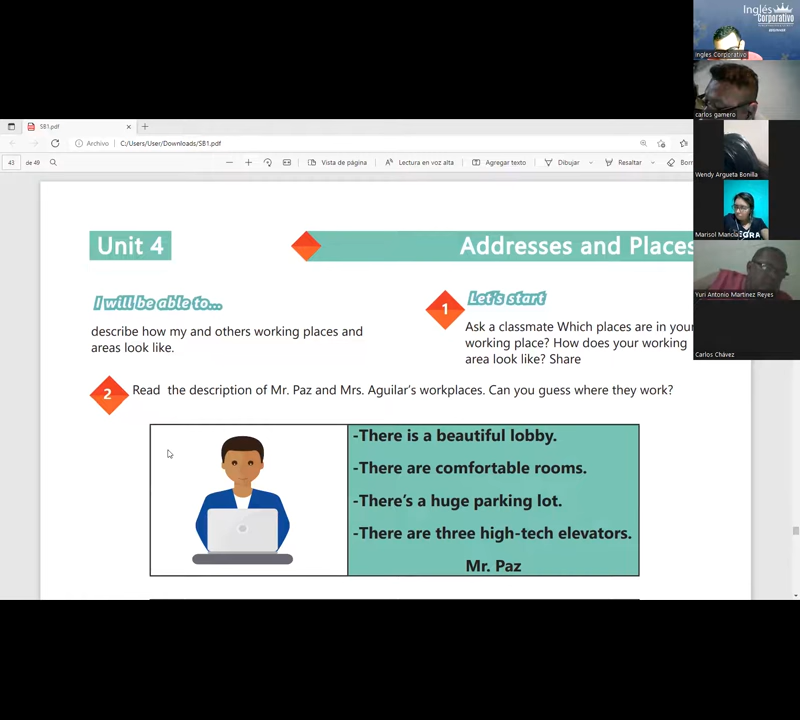 SB1.pdf
Archivo
C:/Users/User/Downloads/SB1.pdf
43 de 49
Vista de página
Lectura en voz alta
Agregar texto
Dibujar
Resaltar
Bor
Unit 4
Addresses and Places
I will be able to...
describe how my and others working places and
areas look like.
1
Let's start
Ask a classmate Which places are in your
working place? How does your working
area look like? Share
2
Read the description of Mr. Paz and Mrs. Aguilar's workplaces. Can you guess where they work?
-There is a beautiful lobby.
-There are comfortable rooms.
-There's a huge parking lot.
-There are three high-tech elevators.
Mr. Paz
Inglés
Corporativo
BEGINNER
Ingles Corporativo
carlos gamero
Wendy Argueta Bonilla
Marisol Mancia
GRA
Yuri Antonio Martinez Reyes
Carlos Chávez